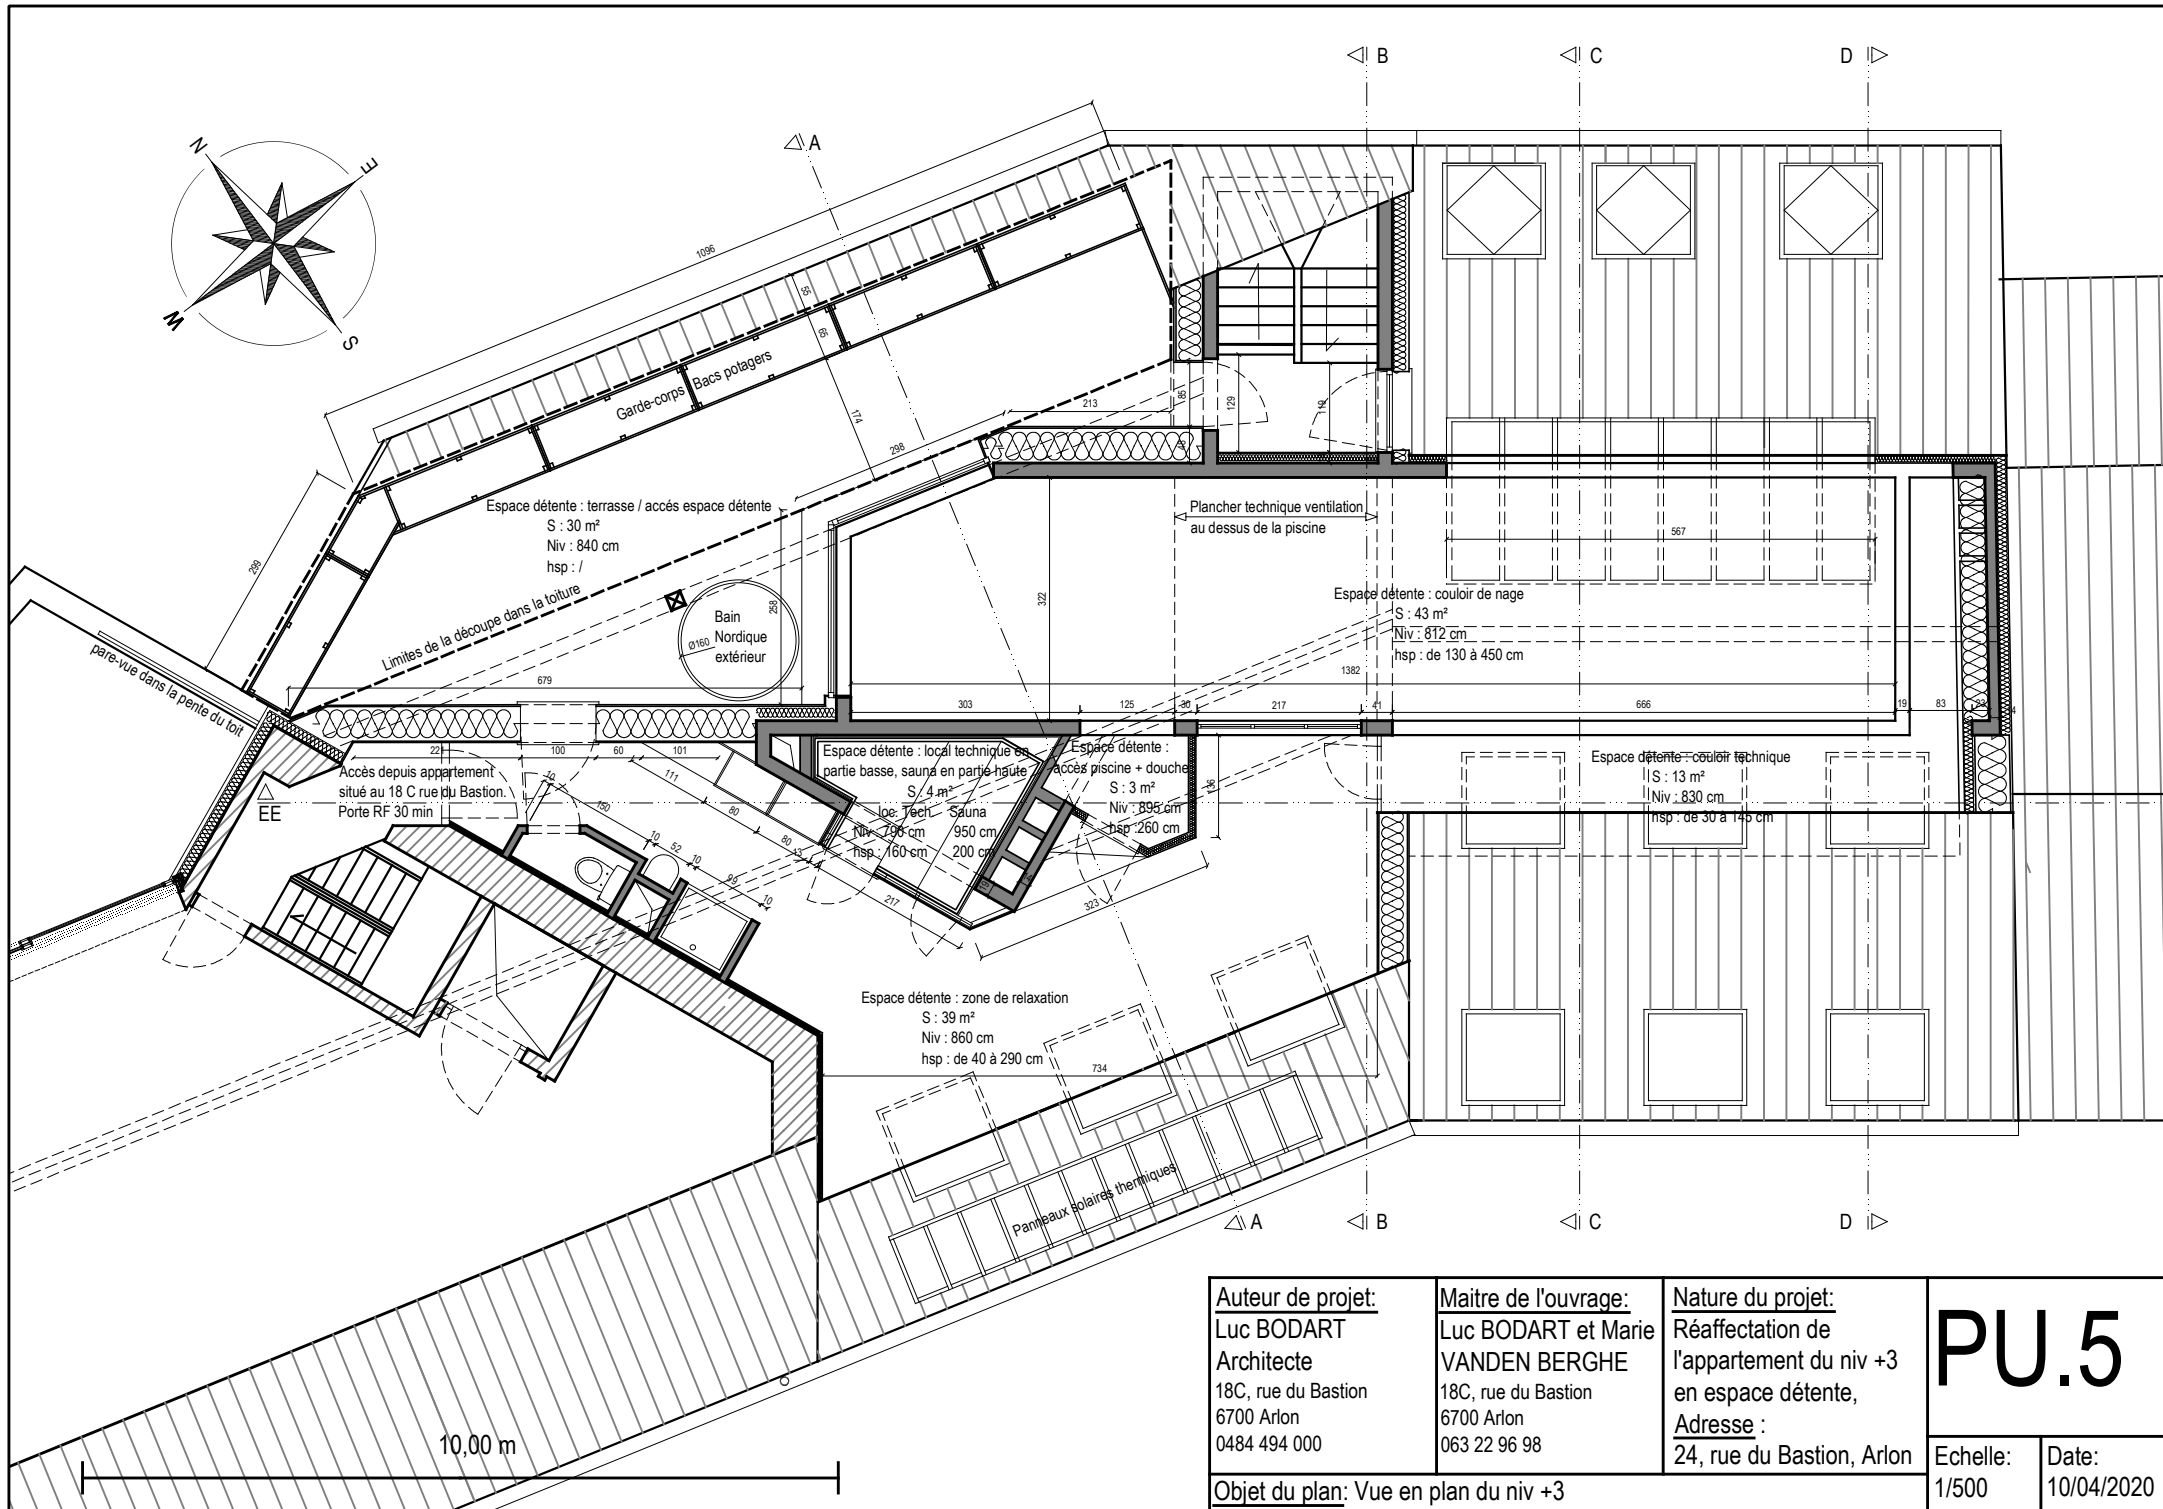 B
C
D
A
N
E
W
S
1096
55
65
Garde-corps
Bacs potagers
174
298
213
85
48
129
119
299
Espace détente : terrasse / accés espace détente
S : 30 m²
Niv : 840 cm
hsp : /
Limites de la découpe dans la toiture
Plancher technique ventilation
au dessus de la piscine
567
322
258
Bain
Nordique
extérieur
Ø160
Espace détente : couloir de nage
S : 43 m²
Niv : 812 cm
hsp : de 130 à 450 cm
1382
pare-vue dans la pente du toit
679
303
125
30
217
41
666
19
83
23
4
22
100
60
101
Accès depuis appartement
situé au 18 C rue du Bastion.
Porte RF 30 min
EE
10
150
111
80
80
13
10
52
10
99
10
217
Espace détente : local technique en
partie basse, sauna en partie haute
S : 4 m²
loc. Tech. Sauna
Niv : 790 cm 950 cm
hsp : 160 cm 200 cm
Espace détente :
accès piscine + douche
S : 3 m²
Niv : 895 cm
hsp :260 cm
136
19
323
Espace détente : couloir technique
S : 13 m²
Niv : 830 cm
hsp : de 30 à 145 cm
Espace détente : zone de relaxation
S : 39 m²
Niv : 860 cm
hsp : de 40 à 290 cm
734
Panneaux solaires thermiques
A
B
C
D
10,00 m
Auteur de projet:
Luc BODART
Architecte
18C, rue du Bastion
6700 Arlon
0484 494 000
Maitre de l'ouvrage:
Luc BODART et Marie
VANDEN BERGHE
18C, rue du Bastion
6700 Arlon
063 22 96 98
Nature du projet:
Réaffectation de
l'appartement du niv +3
en espace détente,
Adresse :
24, rue du Bastion, Arlon
PU.5
Echelle:
1/500
Date:
10/04/2020
Objet du plan: Vue en plan du niv +3